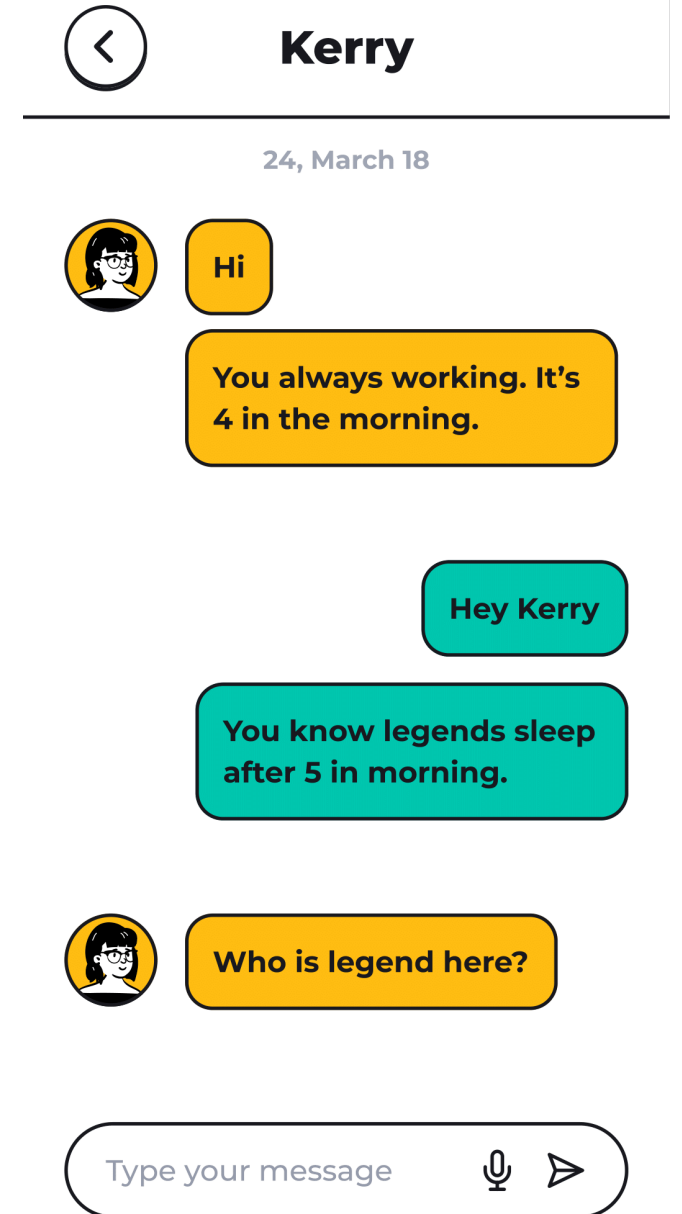 Kerry
24, March 18
Hi
You always working. It’s
4 in the morning.
Hey Kerry
You know legends sleep
after 5 in morning.
Who is legend here?
Type your message